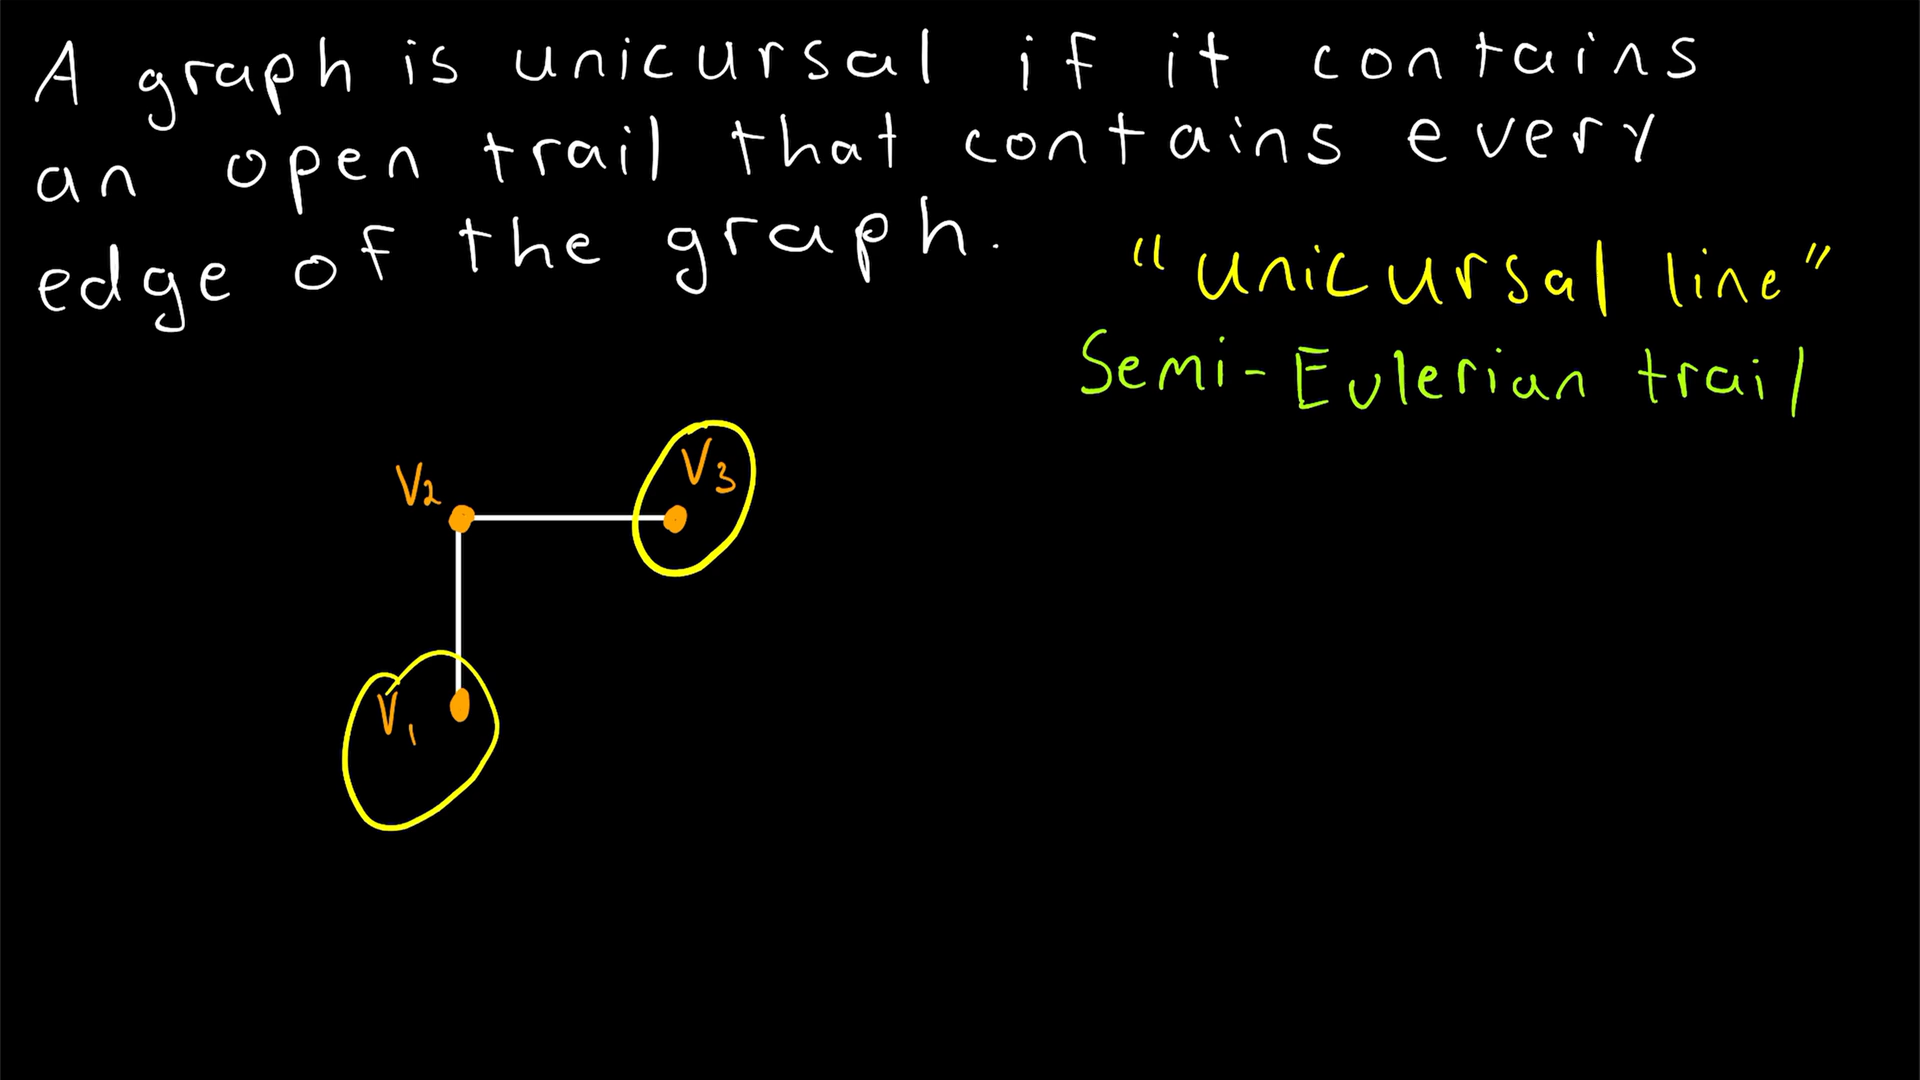 A graph is unicursal if it contains
an open trail that contains every
edge of the graph.
"unicursal line"
Semi-Eulerian trail
V3
V2
V1